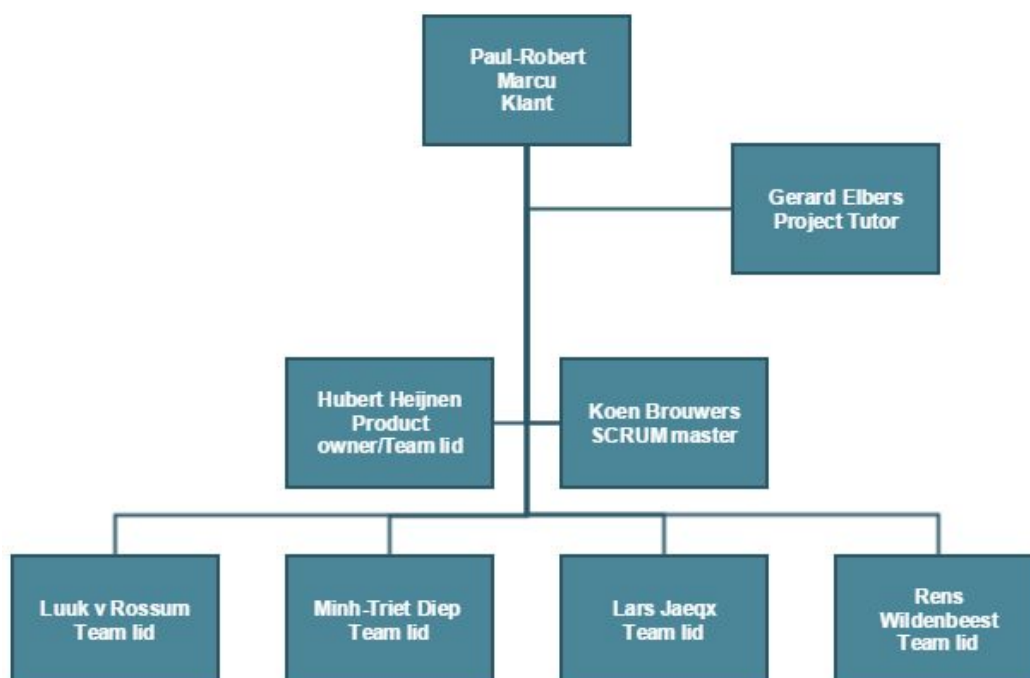 Paul-Robert
Marcu
Klant
Gerard Elbers
Project Tutor
Hubert Heijnen
Product
owner/Team lid
Koen Brouwers
SCRUM master
Luuk v Rossum
Team lid
Minh-Triet Diep
Team lid
Lars Jaeqx
Team lid
Rens
Wildenbeest
Team lid